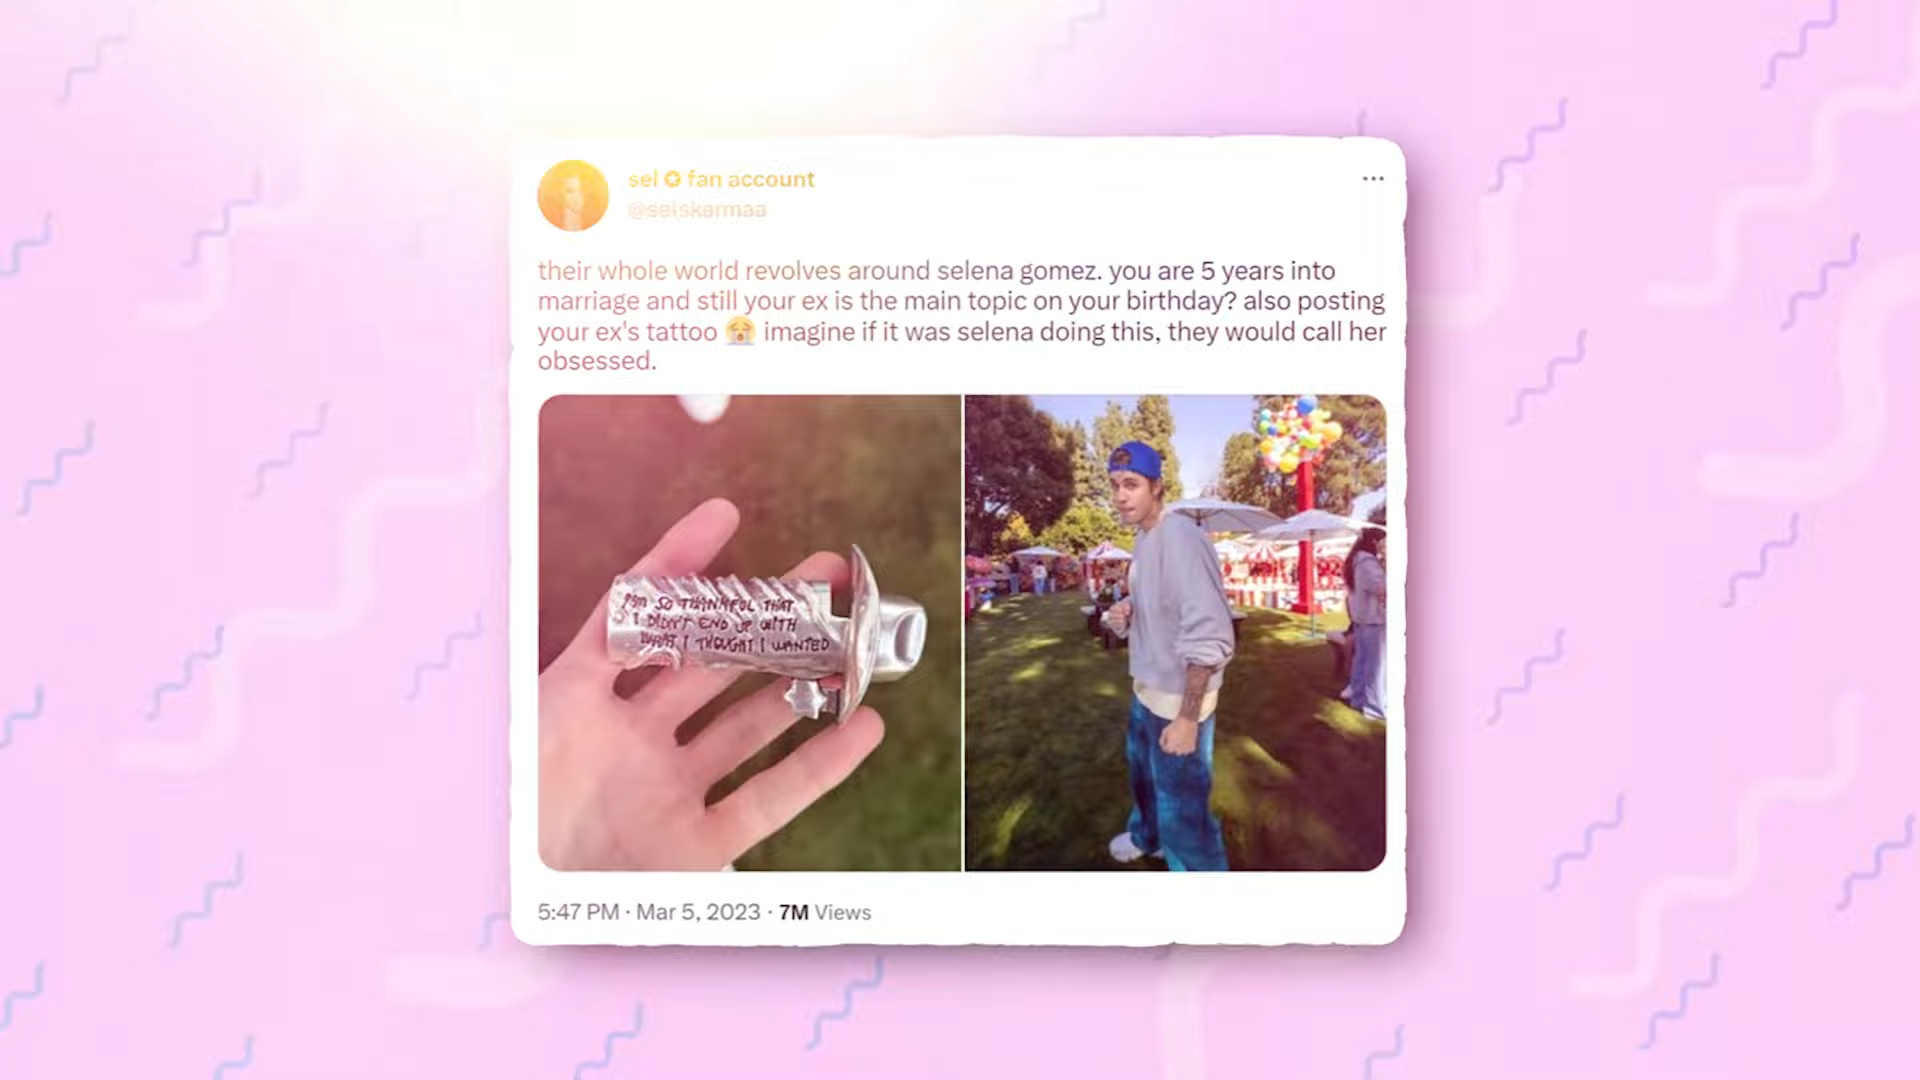 sel ✪ fan account
@selskarmaa
their whole world revolves around selena gomez. you are 5 years into
marriage and still your ex is the main topic on your birthday? also posting
your ex's tattoo 😭 imagine if it was selena doing this, they would call her
obsessed.
I'M SO THANKFUL THAT
I DIDN'T END UP WITH
WHAT I THOUGHT I WANTED
5:47 PM · Mar 5, 2023 · 7M Views